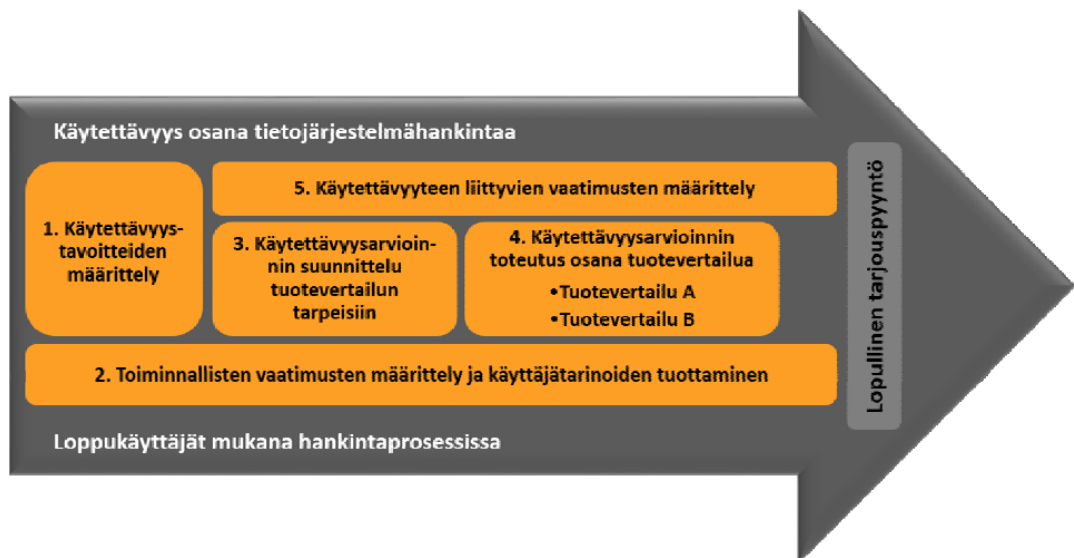 Käytettävyys osana tietojärjestelmähankintaa
1. Käytettävyys-
tavoitteiden
määrittely
5. Käytettävyyteen liittyvien vaatimusten määrittely
3. Käytettävyysarvioin-
nin suunnittelu
tuotevertailun
tarpeisiin
4. Käytettävyysarvioinnin
toteutus osana tuotevertailua
•Tuotevertailu A
•Tuotevertailu B
2. Toiminnallisten vaatimusten määrittely ja käyttäjätarinoiden tuottaminen
Loppukäyttäjät mukana hankintaprosessissa
Lopullinen tarjouspyyntö